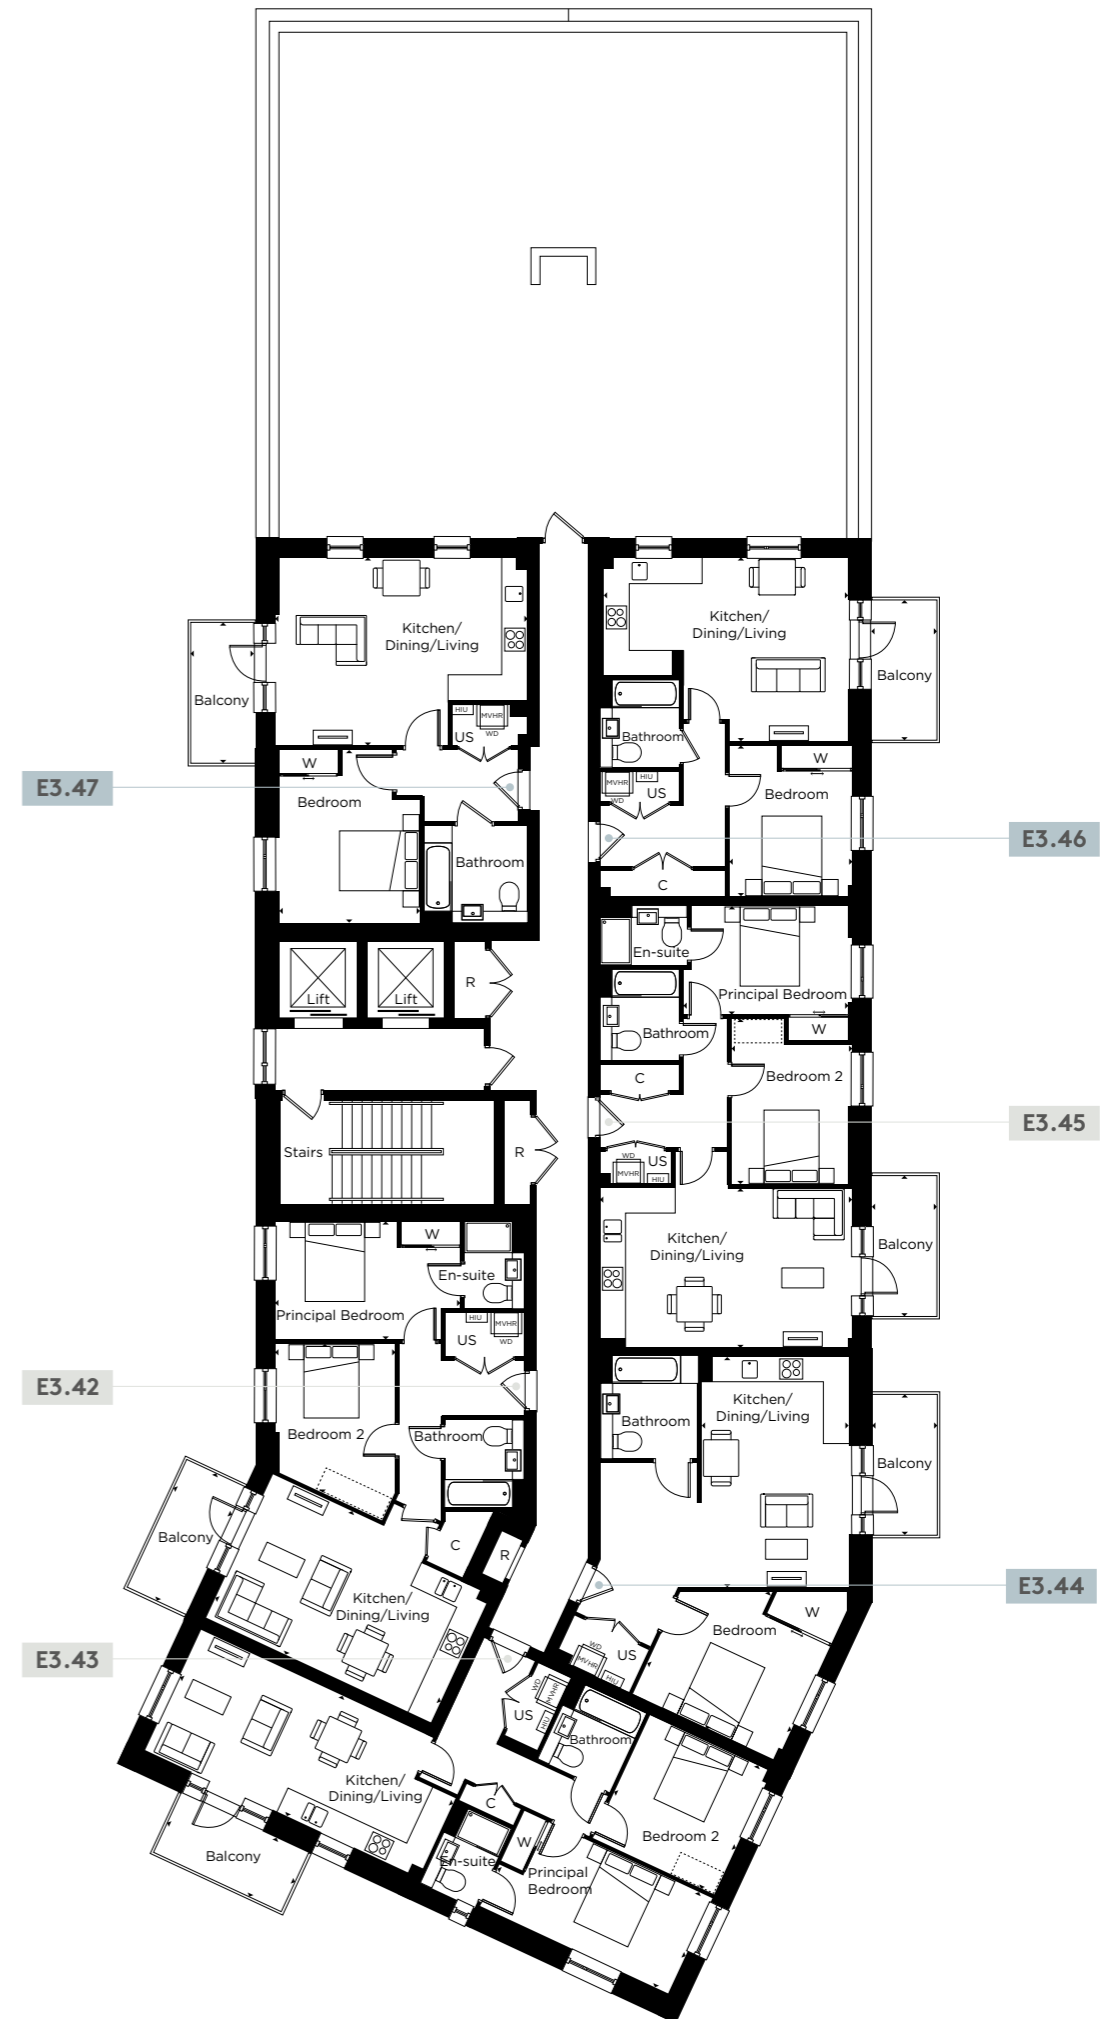 Kitchen/
Dining/Living
Balcony
HIU
MVHR
WD
US
W
Bedroom
Bathroom
E3.47
Kitchen/
Dining/Living
Balcony
Bathroom
MVHR
HIU
WD
US
W
Bedroom
E3.46
C
Lift
Lift
R
En-suite
Principal Bedroom
W
Bathroom
C
Bedroom 2
E3.45
WD
US
MVHR
HIU
Kitchen/
Dining/Living
Balcony
Stairs
R
W
En-suite
Principal Bedroom
HIU
MVHR
WD
US
E3.42
Bedroom 2
Bathroom
Balcony
C
R
Kitchen/
Dining/Living
Kitchen/
Dining/Living
Bathroom
Balcony
E3.44
W
Bedroom
WD
US
MVHR
HIU
E3.43
WD
MVHR
HIU
US
Bathroom
Kitchen/
Dining/Living
C
W
Bedroom 2
Balcony
En-suite
Principal
Bedroom